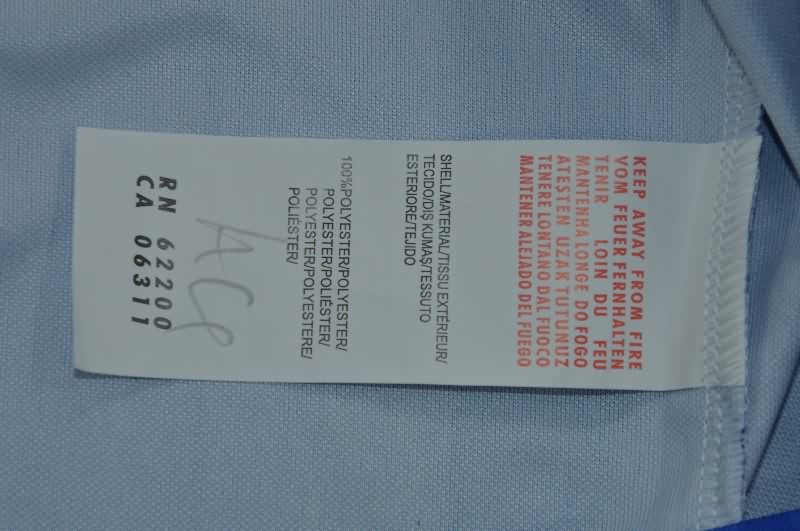 KEEP AWAY FROM FIRE
VOM FEUER FERNHALTEN
TENIR LOIN DU FEU
MANTENHA LONGE DO FOGO
ATEŞTEN UZAK TUTUNUZ
TENERE LONTANO DAL FUOCO
MANTENER ALEJADO DEL FUEGO
SHELL/MATERIAL/TISSU EXTÉRIEUR/
TECIDO/DIŞ KUMAŞ/TESSUTO
ESTERIORE/TEJIDO
100%POLYESTER/POLYESTER/
POLYESTER/POLIÉSTER/
POLYESTER/POLYESTERE/
POLIÉSTER/
RN 62200
CA 06311